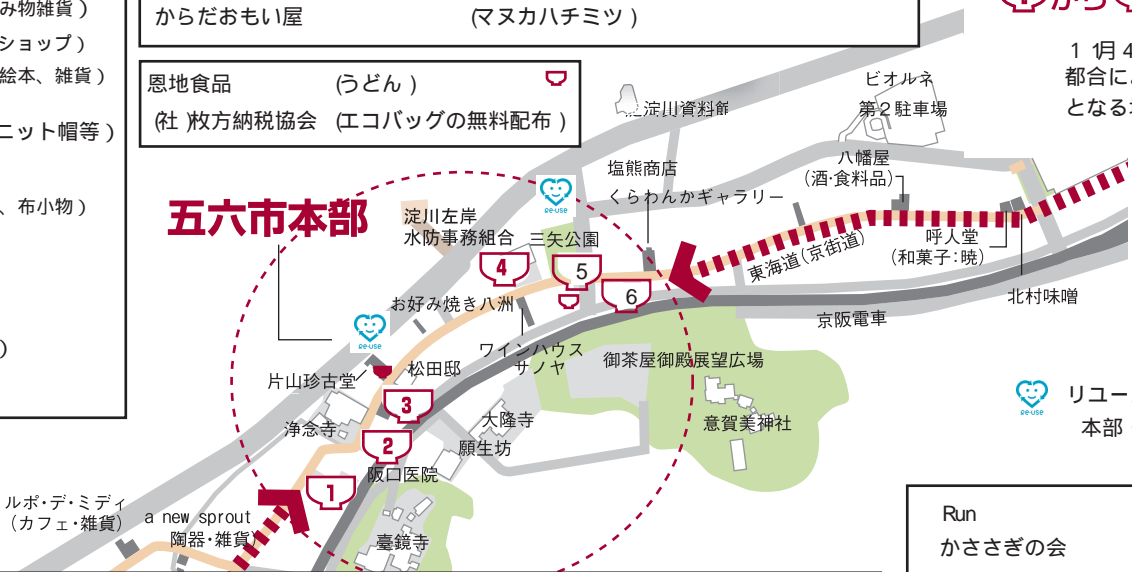 み物雑貨）
ショップ）
絵本、雑貨）
ニット帽等）
、布小物）
）
からだおもい屋 （マヌカハチミツ）
恩地食品 （うどん）
（社）枚方納税協会 （エコバッグの無料配布）
から
11月4
都合に
となる
淀川資料館
ビオルネ
第２駐車場
塩熊商店
くらわんかギャラリー
八幡屋
（酒・食料品）
五六市本部
Re-use
淀川左岸
水防事務組合
三矢公園
4
5
6
東海道（京街道）
呼人堂
（和菓子：暁）
北村味噌
京阪電車
お好み焼き八洲
Re-use
ワインハウス
サノヤ
御茶屋御殿展望広場
片山珍古堂
松田邸
3
意賀美神社
大隆寺
浄念寺
2
願生坊
阪口医院
1
ルポ・デ・ミディ
（カフェ・雑貨）
a new sprout
陶器・雑貨）
臺鏡寺
Re-use
リユー
本部
Run
かささぎの会